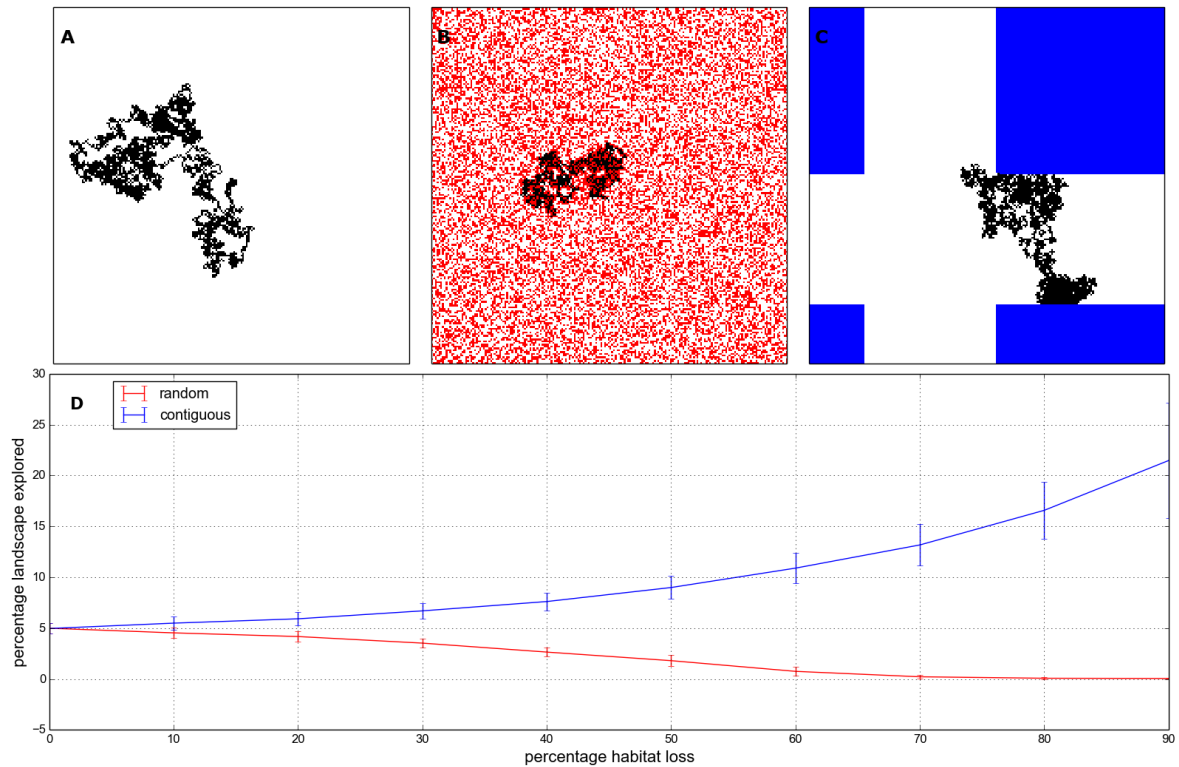 A
B
C
D
random
contiguous
percentage landscape explored
30
25
20
15
10
5
0
−5
0 10 20 30 40 50 60 70 80 90
percentage habitat loss